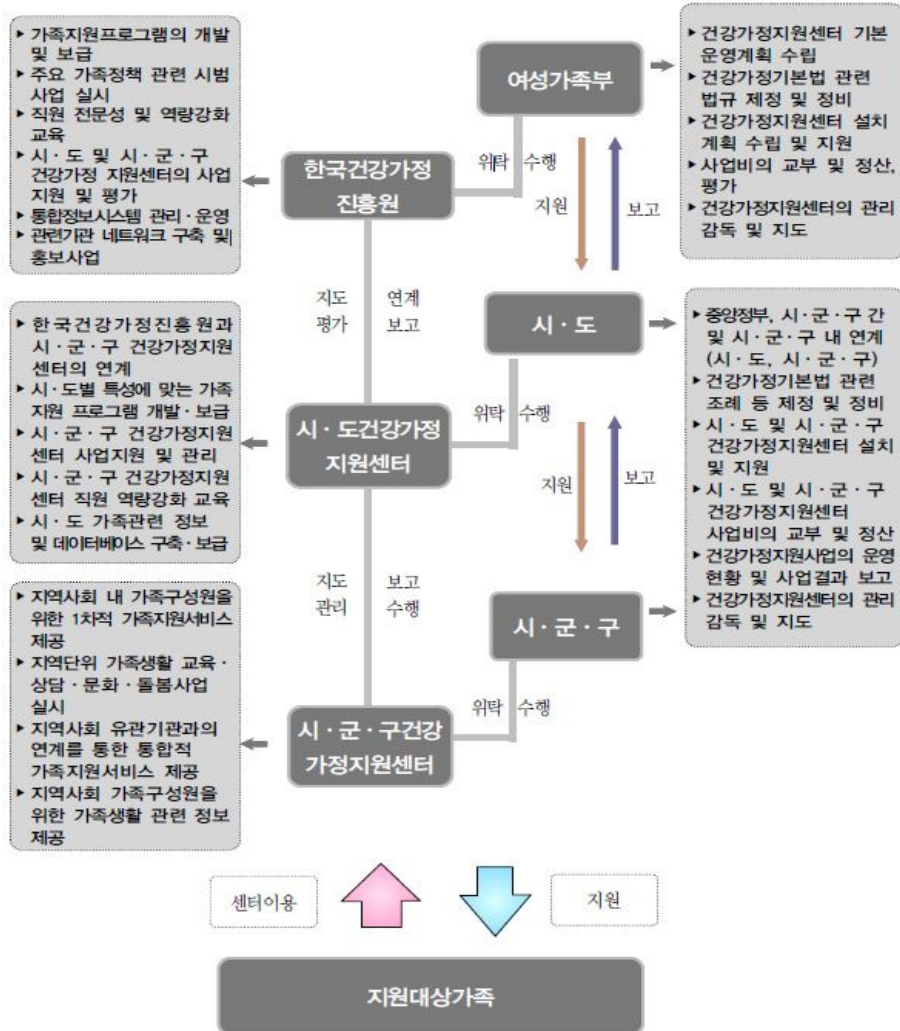 ▸ 가족지원프로그램의 개발
및 보급
▸ 주요 가족정책 관련 시범
사업 실시
▸ 직원 전문성 및 역량강화
교육
▸ 시·도 및 시·군·구
건강가정 지원센터의 사업
지원 및 평가
▸ 통합정보시스템 관리·운영
▸ 관련기관 네트워크 구축 및
홍보사업
여성가족부
▸ 건강가정지원센터 기본
운영계획 수립
▸ 건강가정기본법 관련
법규 제정 및 정비
▸ 건강가정지원센터 설치
계획 수립 및 지원
▸ 사업비의 교부 및 정산,
평가
▸ 건강가정지원센터의 관리
감독 및 지도
위탁 수행
한국건강가정
진흥원
지원
보고
지도 연계
평가 보고
▸ 한국건강가정진흥원과
시·군·구 건강가정지원
센터의 연계
▸ 시·도별 특성에 맞는 가족
지원 프로그램 개발·보급
▸ 시·군·구 건강가정지원
센터 사업지원 및 관리
▸ 시·군·구 건강가정지원
센터 직원 역량강화 교육
▸ 시·도 가족관련 정보
및 데이터베이스 구축·보급
시·도
▸ 중앙정부, 시·군·구 간
및 시·군·구 내 연계
(시·도, 시·군·구)
▸ 건강가정기본법 관련
조례 등 제정 및 정비
▸ 시·도 및 시·군·구
건강가정지원센터 설치
및 지원
▸ 시·도 및 시·군·구
건강가정지원센터
사업비의 교부 및 정산
▸ 건강가정지원사업의 운영
현황 및 사업결과 보고
▸ 건강가정지원센터의 관리
감독 및 지도
위탁 수행
시·도건강가정
지원센터
지원
보고
지도 보고
관리 수행
▸ 지역사회 내 가족구성원을
위한 1차적 가족지원서비스
제공
▸ 지역단위 가족생활 교육·
상담·문화·돌봄사업
실시
▸ 지역사회 유관기관과의
연계를 통한 통합적
가족지원서비스 제공
▸ 지역사회 가족구성원을
위한 가족생활 관련 정보
제공
시·군·구
위탁 수행
시·군·구건강
가정지원센터
센터이용
지원
지원대상가족